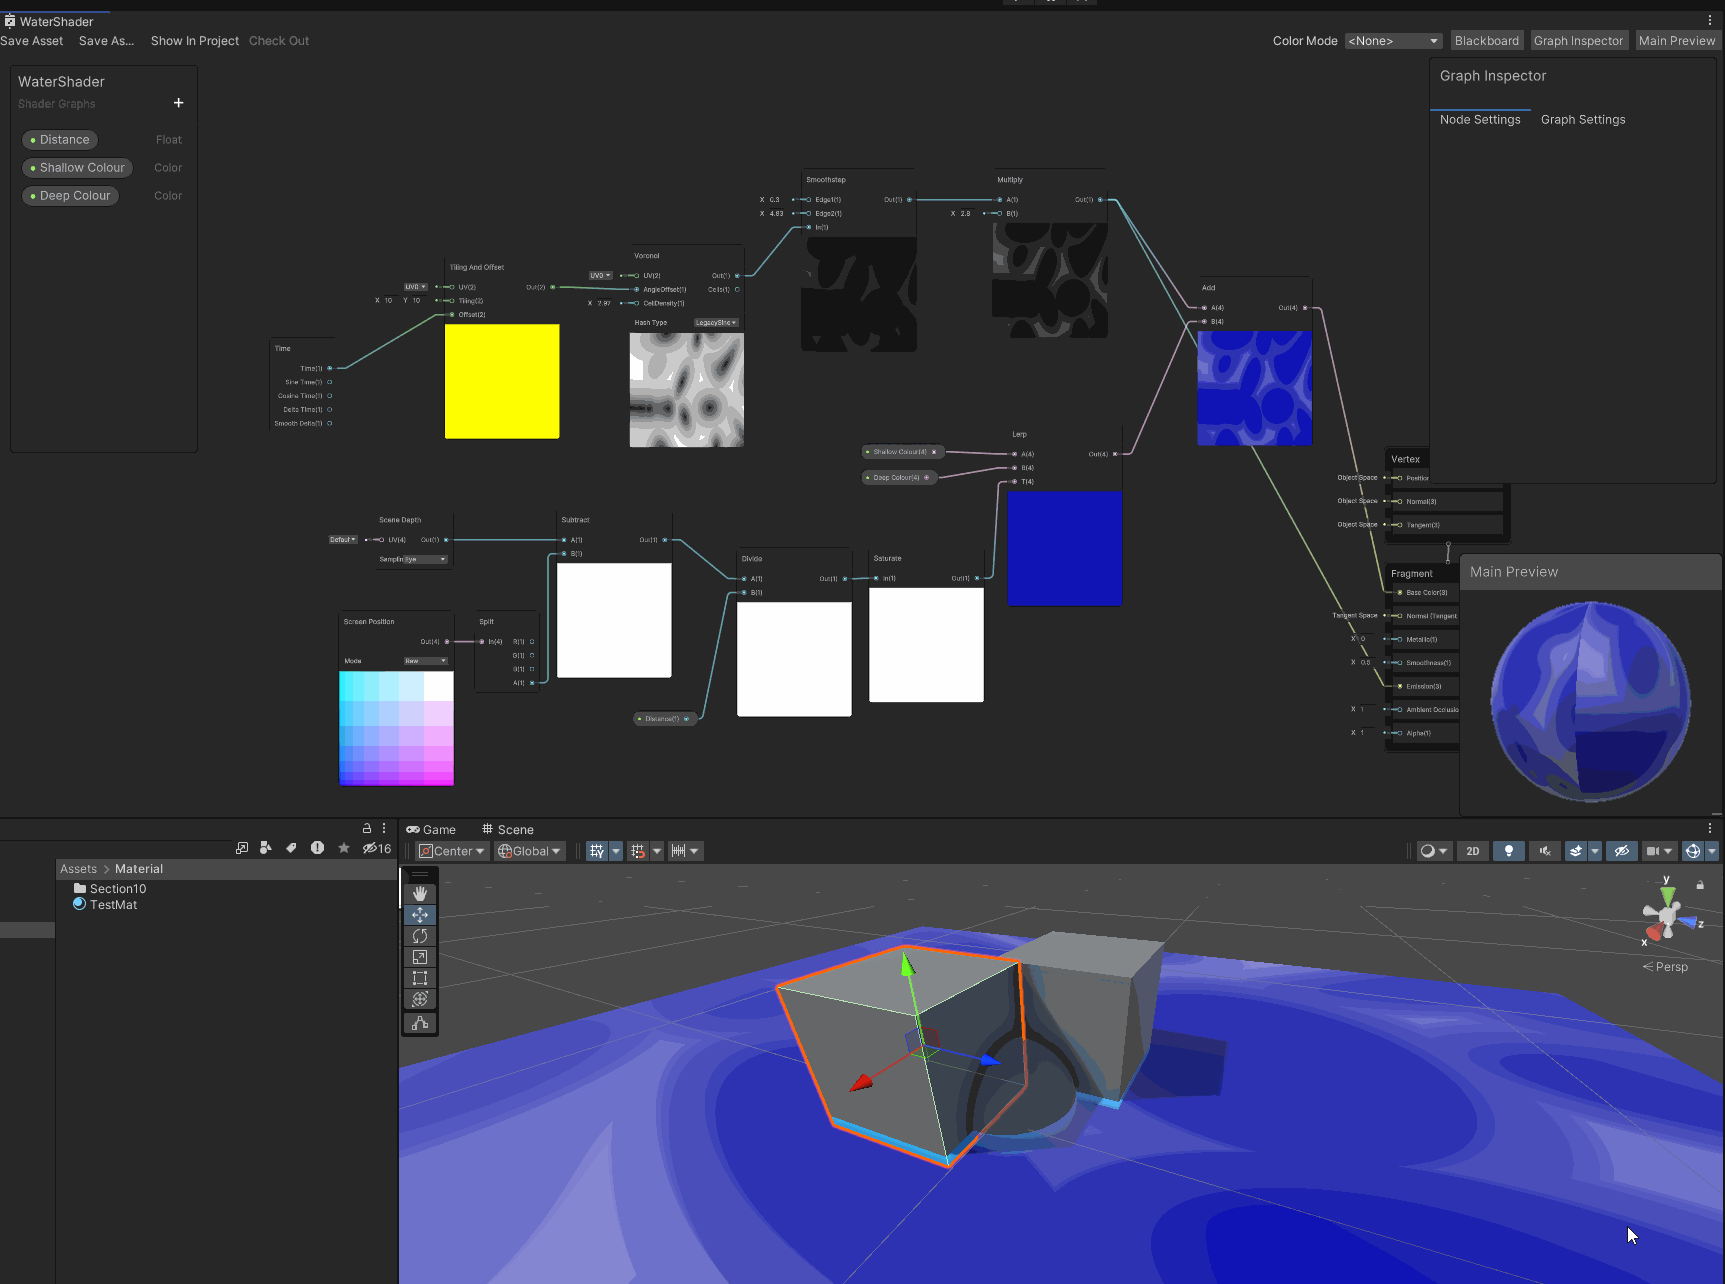 WaterShader
Save Asset Save As... Show In Project Check Out
Color Mode <None> Blackboard Graph Inspector Main Preview
WaterShader
Shader Graphs
+
Distance Float
Shallow Colour Color
Deep Colour Color
Graph Inspector
Node Settings Graph Settings
Time
Time(1)
Sine Time(1)
Cosine Time(1)
Delta Time(1)
Smooth Delta(1)
Tiling And Offset
UV0 UV(2) Out(2)
X 10 Y 10 Tiling(2)
Offset(2)
Voronoi
UV0 UV(2) Out(1)
AngleOffset(1) Cells(1)
X 2.97 CellDensity(1)
Hash Type LegacySine
Smoothstep
X 0.3 Edge1(1) Out(1)
X 4.83 Edge2(1)
In(1)
Multiply
A(1) Out(1)
X 2.8 B(1)
Add
A(4) Out(4)
B(4)
Shallow Colour(4)
Deep Colour(4)
Lerp
A(4) Out(4)
B(4)
T(4)
Scene Depth
Default UV(4) Out(1)
Samplin Eye
Screen Position
Out(4)
Mode Raw
Split
In(4) R(1)
G(1)
B(1)
A(1)
Subtract
A(1) Out(1)
B(1)
Distance(1)
Divide
A(1) Out(1)
B(1)
Saturate
In(1) Out(1)
Vertex
Object Space Position
Object Space Normal(3)
Object Space Tangent(3)
Fragment
Base Color(3)
Tangent Space Normal (Tangent
X 0 Metallic(1)
X 0.5 Smoothness(1)
Emission(3)
X 1 Ambient Occlusio
X 1 Alpha(1)
Main Preview
16
Assets > Material
Section10
TestMat
Game Scene
Center Global 2D
y
z
x
Persp